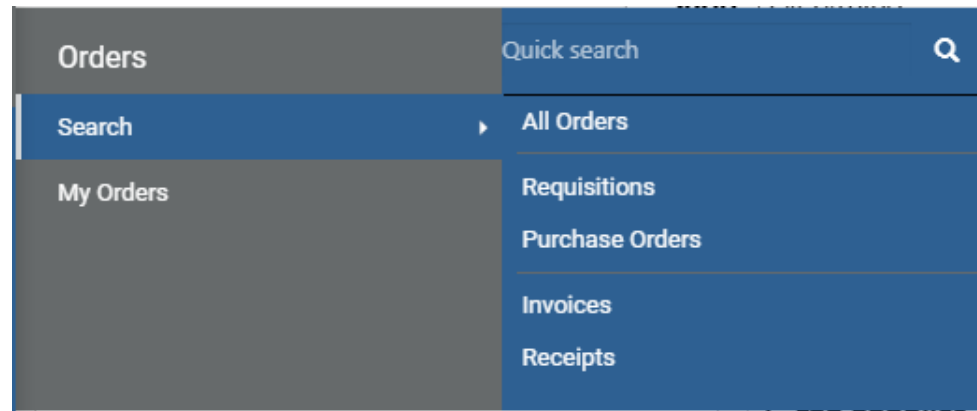 Orders
Quick search
Search
All Orders
My Orders
Requisitions
Purchase Orders
Invoices
Receipts